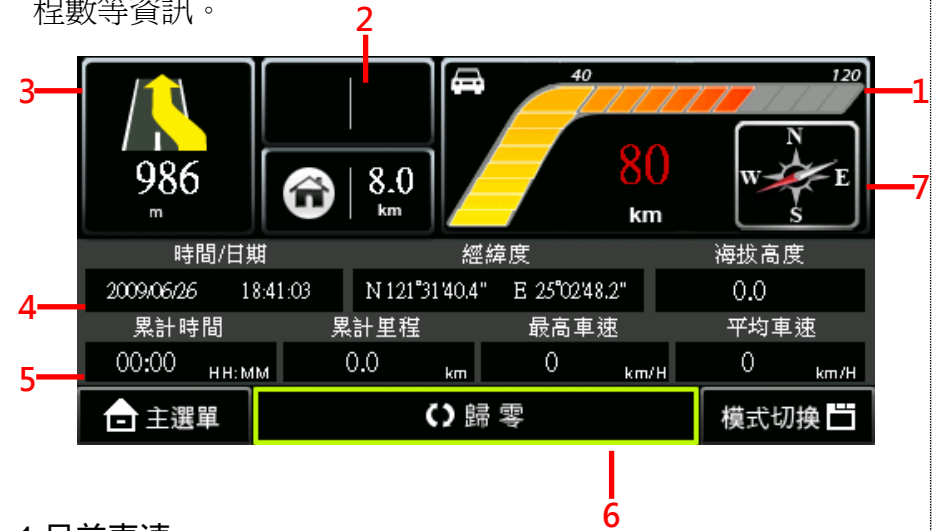 程數等資訊。
2
3
40 120
1
N
986 8.0 80 W E
7
m km km S
時間/日期 經緯度 海拔高度
2009/06/26 18:41:03 N 121°31'40.4" E 25°02'48.2" 0.0
4
累計時間 累計里程 最高車速 平均車速
00:00 HH:MM 0.0 km 0 km/H 0 km/H
5
主選單 歸零 模式切換
6